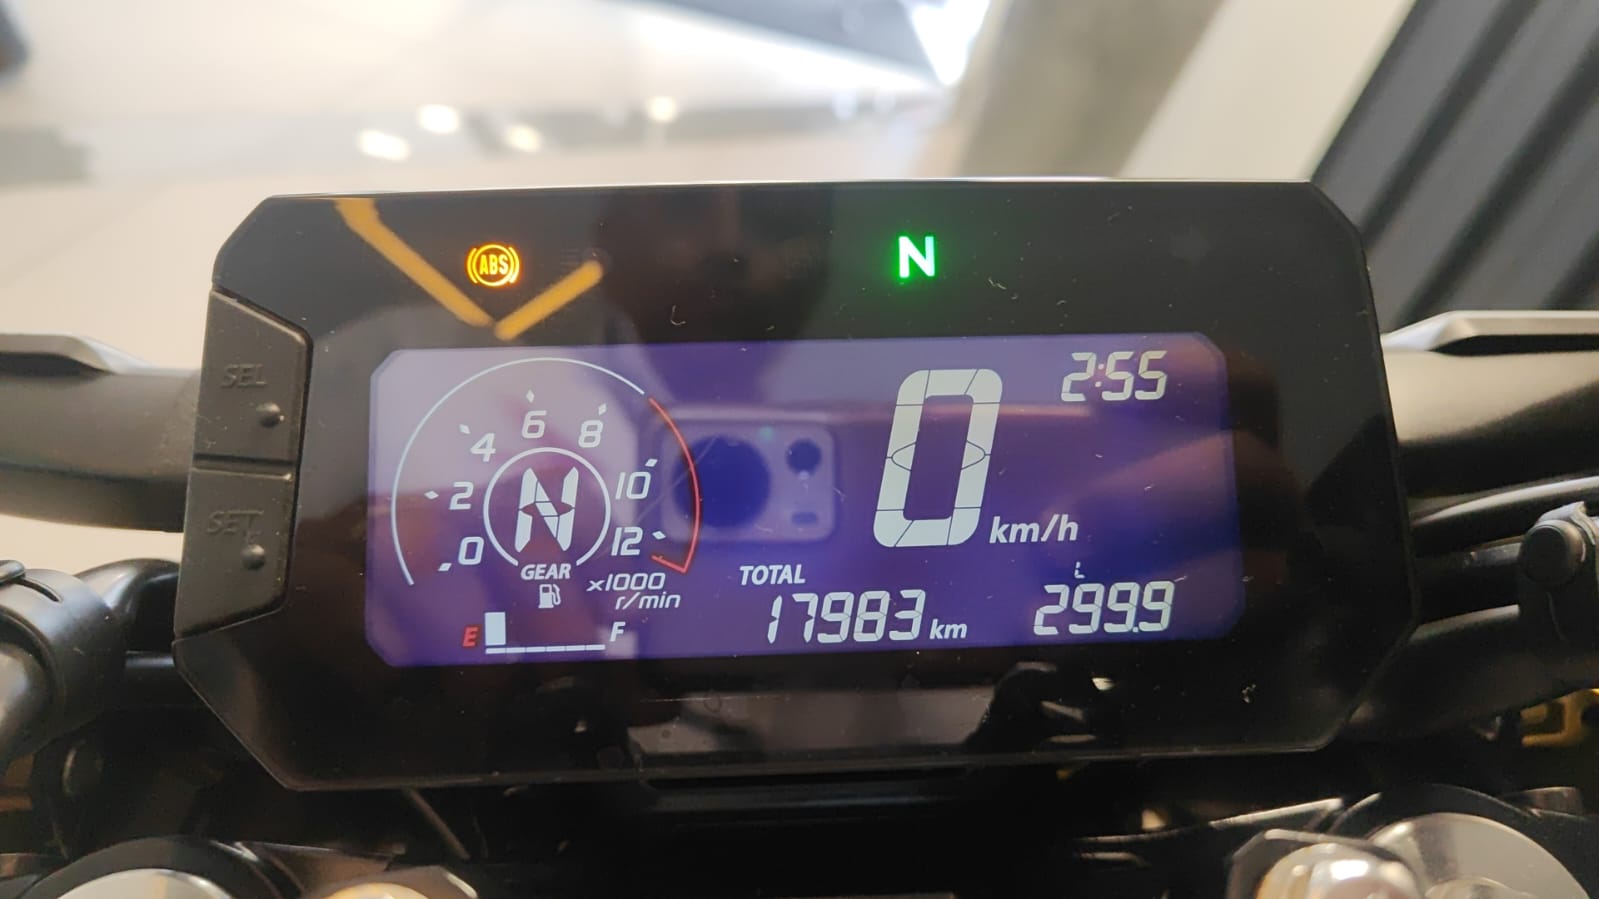 ABS
N
SEL
SET
2:55
0 km/h
0 2 4 6 8 10 12
N
GEAR
x1000
r/min
E F
TOTAL
17983 km
L
299.9